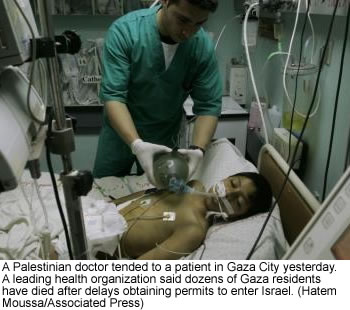 A Palestinian doctor tended to a patient in Gaza City yesterday.
A leading health organization said dozens of Gaza residents
have died after delays obtaining permits to enter Israel. (Hatem
Moussa/Associated Press)